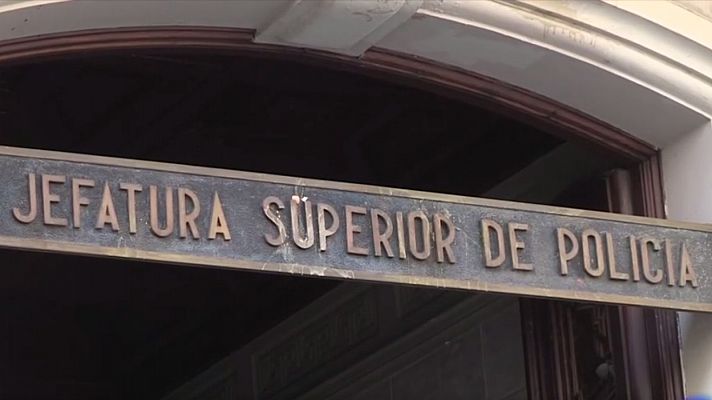 JEFATURA SUPERIOR DE POLICIA